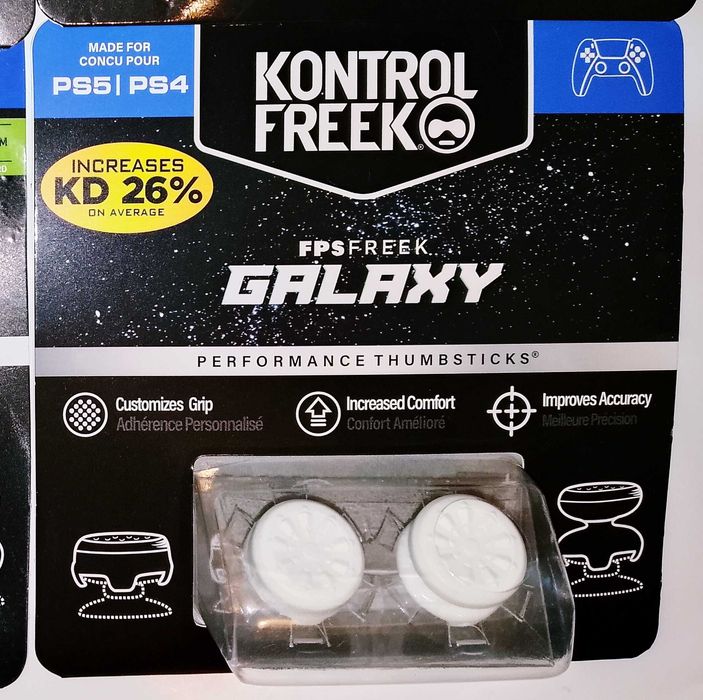 MADE FOR
CONCU POUR
PS5 | PS4
KONTROL
FREEK®
INCREASES
KD 26%
ON AVERAGE
FPSFREEK
GALAXY
PERFORMANCE THUMBSTICKS®
Customizes Grip
Adhérence Personnalisé
Increased Comfort
Confort Amélioré
Improves Accuracy
Meilleure Précision